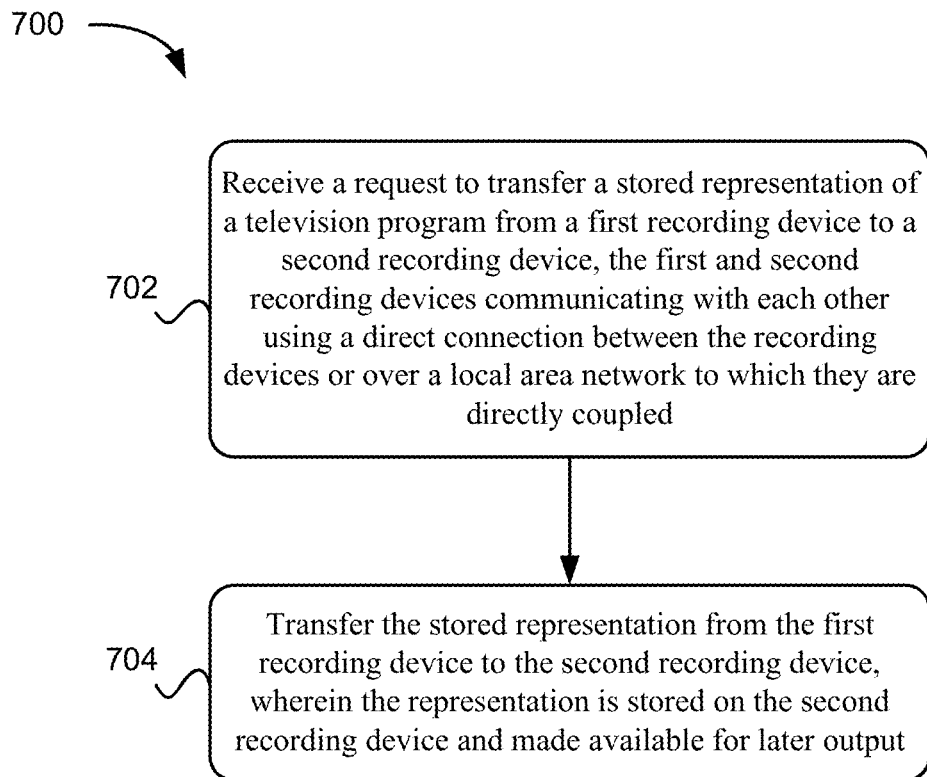 700
Receive a request to transfer a stored representation of
a television program from a first recording device to a
second recording device, the first and second
recording devices communicating with each other
using a direct connection between the recording
devices or over a local area network to which they are
directly coupled
702
Transfer the stored representation from the first
recording device to the second recording device,
wherein the representation is stored on the second
recording device and made available for later output
704